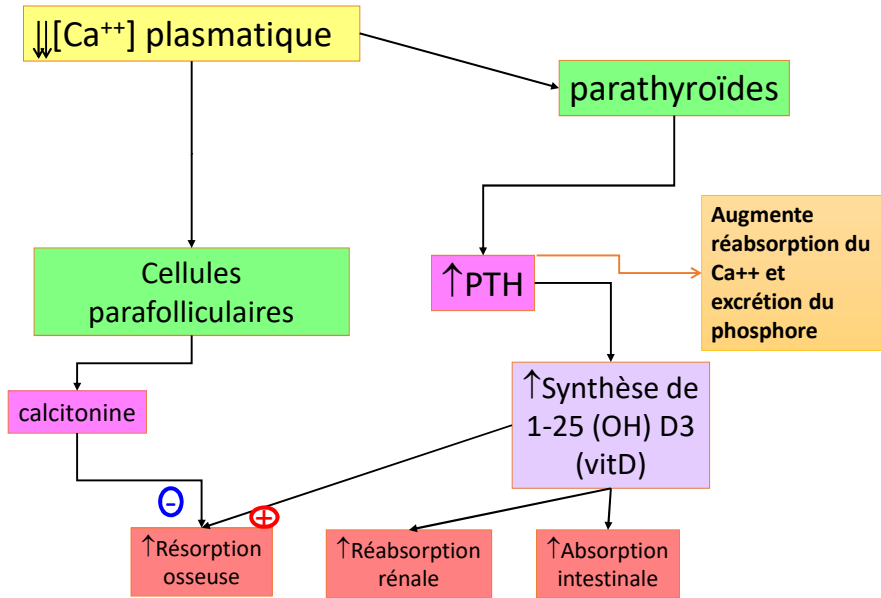 ↓↓[Ca⁺⁺] plasmatique
parathyroïdes
Augmente
réabsorption du
Ca++ et
excrétion du
phosphore
Cellules
parafolliculaires
↑PTH
calcitonine
↑Synthèse de
1-25 (OH) D3
(vitD)
-
+
↑Résorption
osseuse
↑Réabsorption
rénale
↑Absorption
intestinale